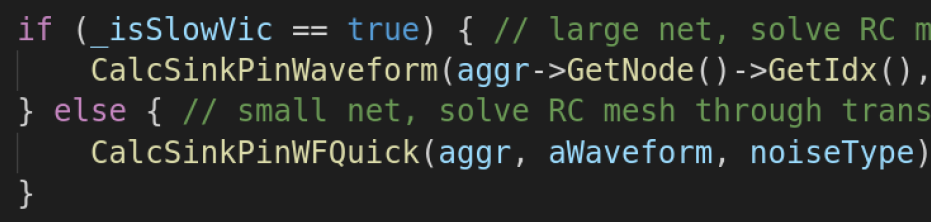 if (_isSlowVic == true) { // large net, solve RC
CalcSinkPinWaveform(aggr->GetNode()->GetIdx(),
} else { // small net, solve RC mesh through trans
CalcSinkPinWFQuick(aggr, aWaveform, noiseType)
}